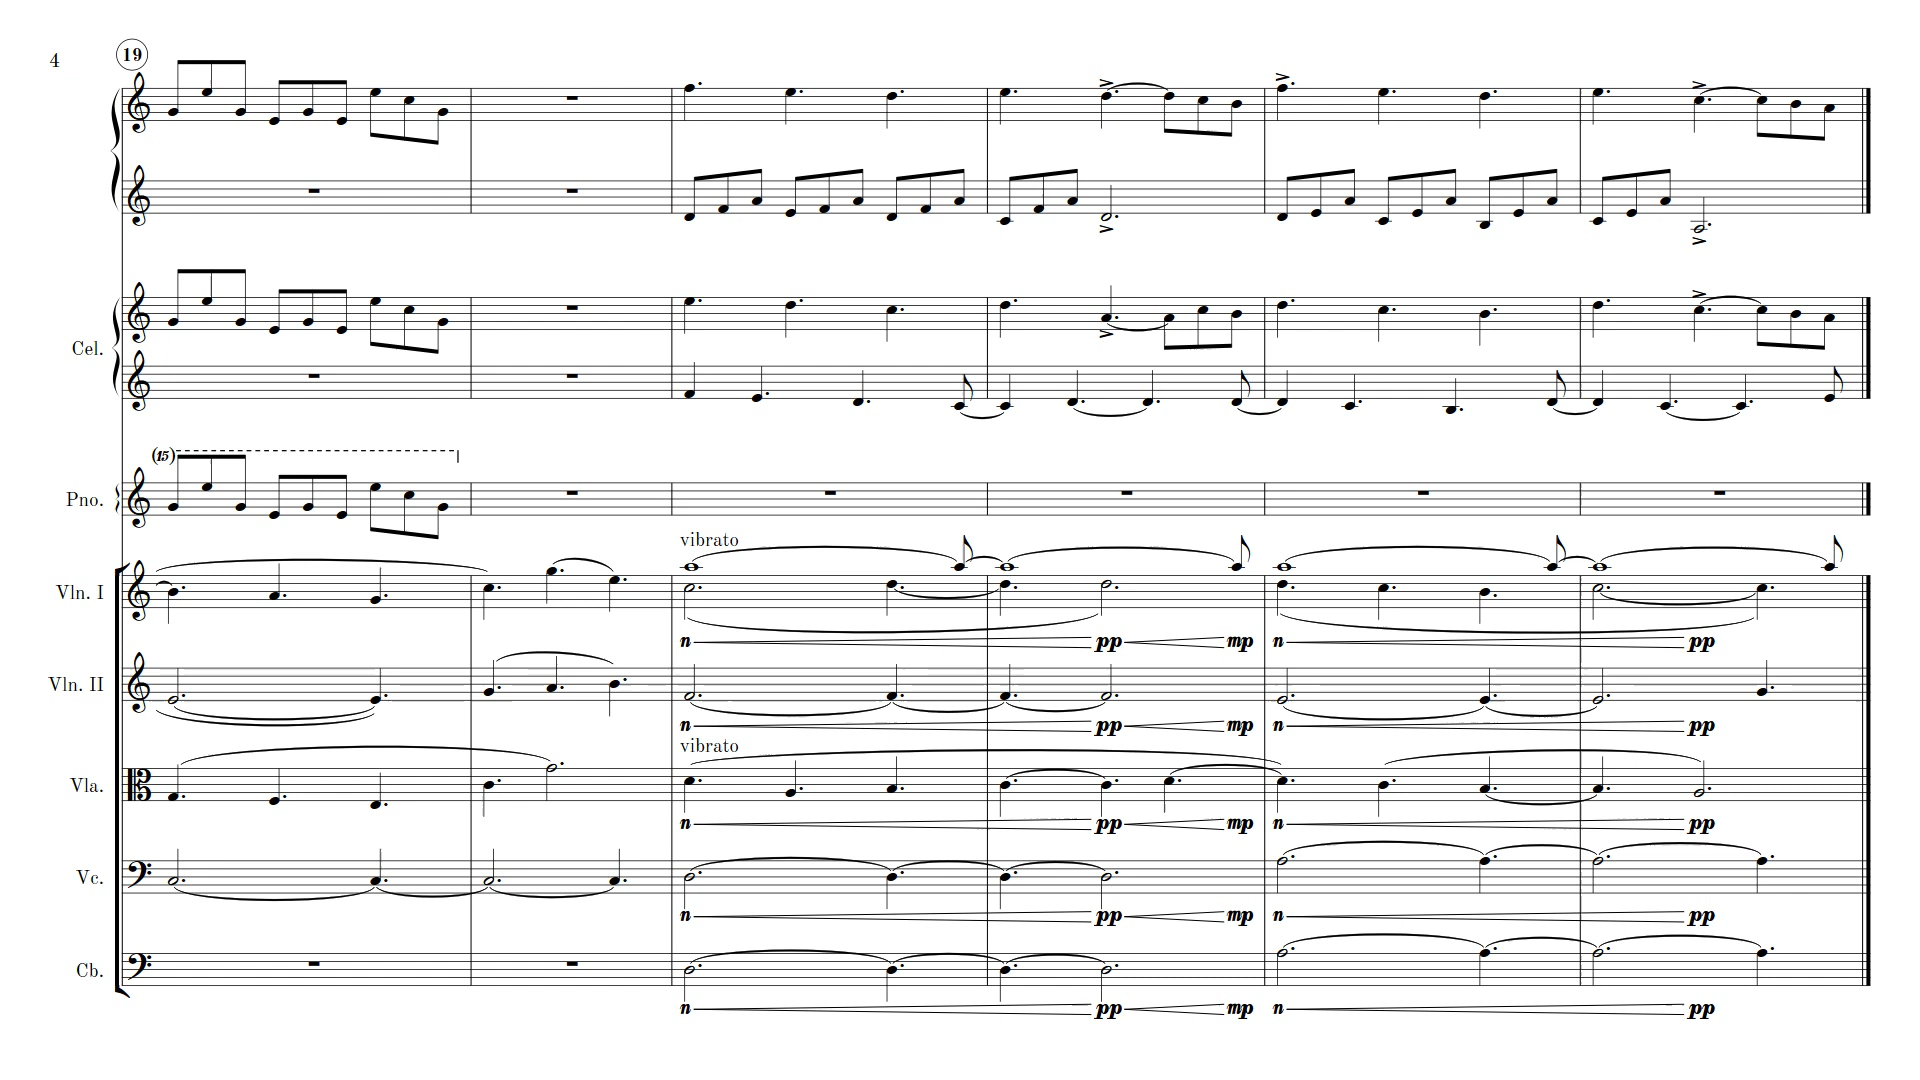 4
19
Cel.
Pno.
(15)
vibrato
Vln. I
n pp mp n pp
Vln. II
n pp mp n pp
vibrato
Vla.
n pp mp n pp
Vc.
n pp mp n pp
Cb.
n pp mp n pp